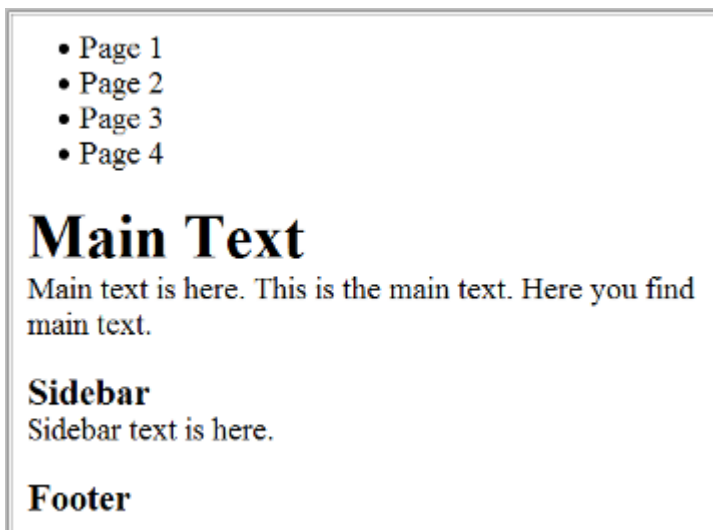 • Page 1
• Page 2
• Page 3
• Page 4
Main Text
Main text is here. This is the main text. Here you find
main text.
Sidebar
Sidebar text is here.
Footer